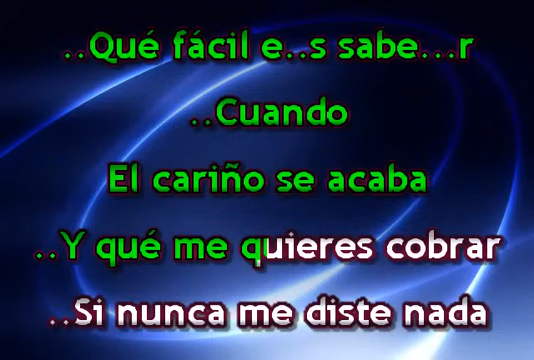 ..Qué fácil e..s sabe...r
..Cuando
El cariño se acaba
..Y qué me quieres cobrar
..Si nunca me diste nada